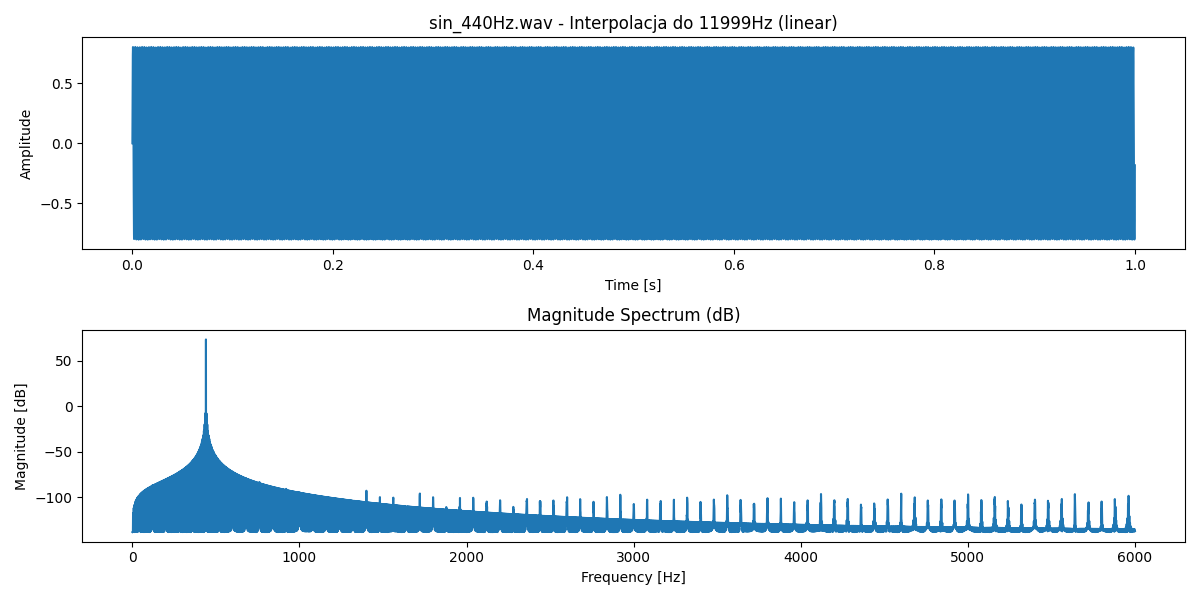 sin_440Hz.wav - Interpolacja do 11999Hz (linear)
0.5
0.0
−0.5
Amplitude
0.0 0.2 0.4 0.6 0.8 1.0
Time [s]
Magnitude Spectrum (dB)
50
0
−50
−100
Magnitude [dB]
0 1000 2000 3000 4000 5000 6000
Frequency [Hz]